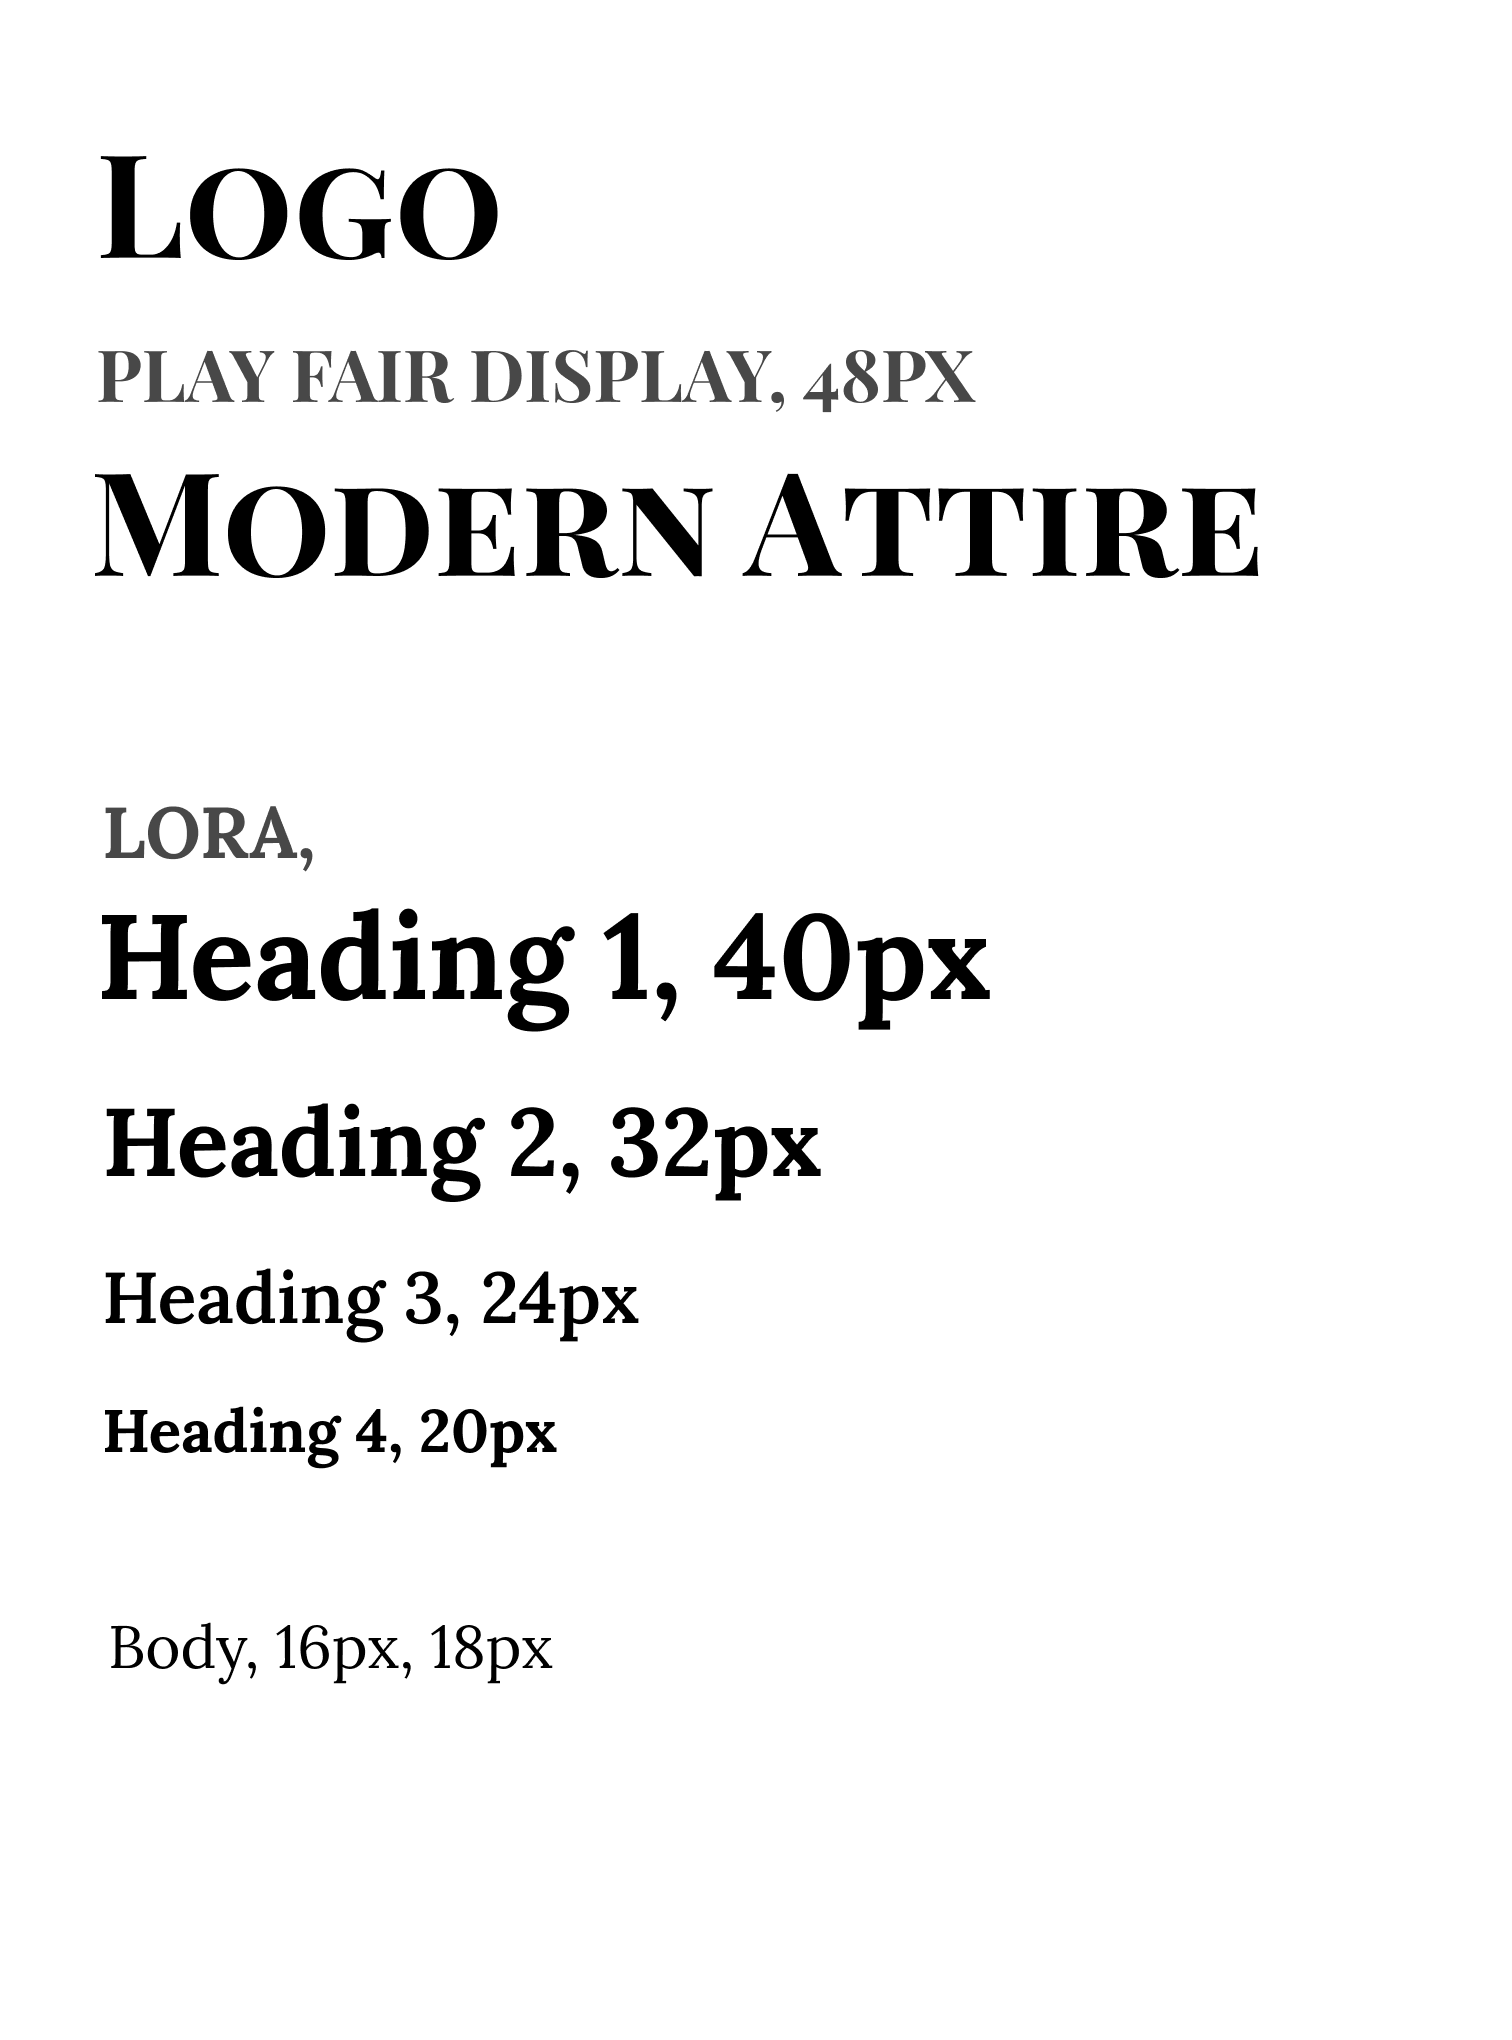 Logo
PLAY FAIR DISPLAY, 48PX
Modern Attire
LORA,
Heading 1, 40px
Heading 2, 32px
Heading 3, 24px
Heading 4, 20px
Body, 16px, 18px